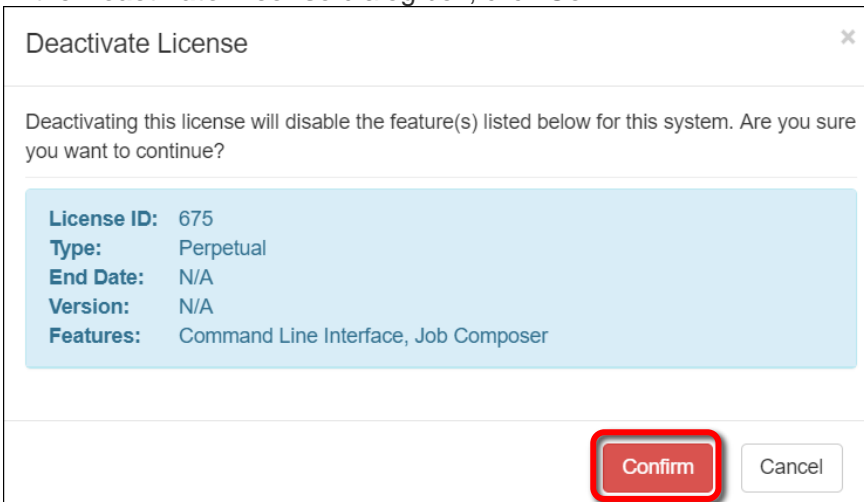 Deactivate License
×
Deactivating this license will disable the feature(s) listed below for this system. Are you sure
you want to continue?
License ID: 675
Type: Perpetual
End Date: N/A
Version: N/A
Features: Command Line Interface, Job Composer
Confirm Cancel